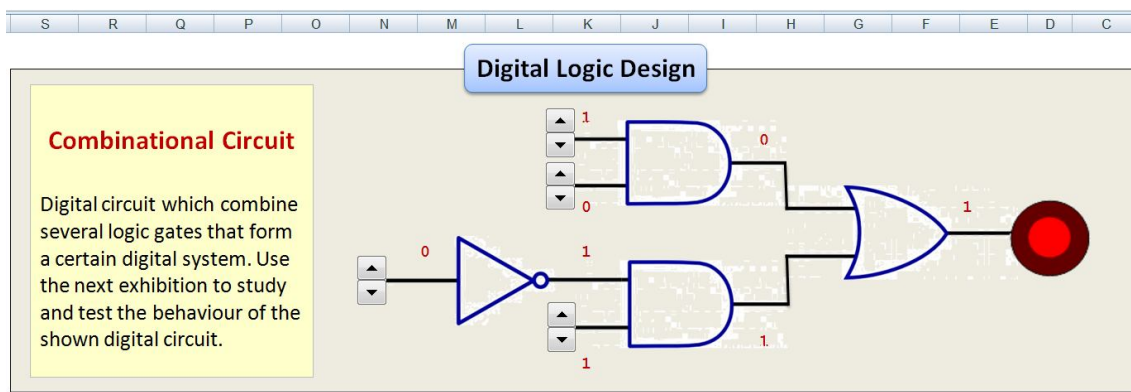 S R Q P O N M L K J I H G F E D C
Digital Logic Design
Combinational Circuit
Digital circuit which combine
several logic gates that form
a certain digital system. Use
the next exhibition to study
and test the behaviour of the
shown digital circuit.
1
0
0
1
0
1
1
1